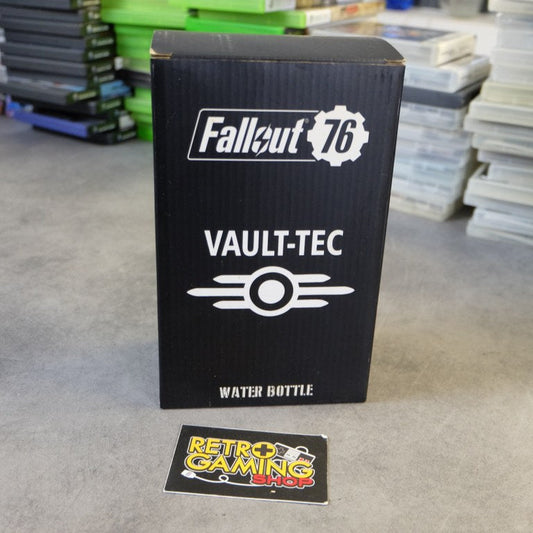 Fallout 76
VAULT-TEC
WATER BOTTLE
RETRO
GAMING
SHOP